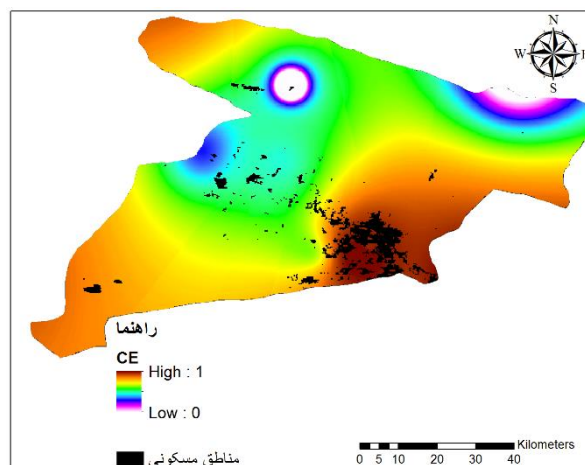 N
W E
S
راهنما
CE
High : 1
Low : 0
مناطق مسکونی
Kilometers
0 5 10 20 30 40